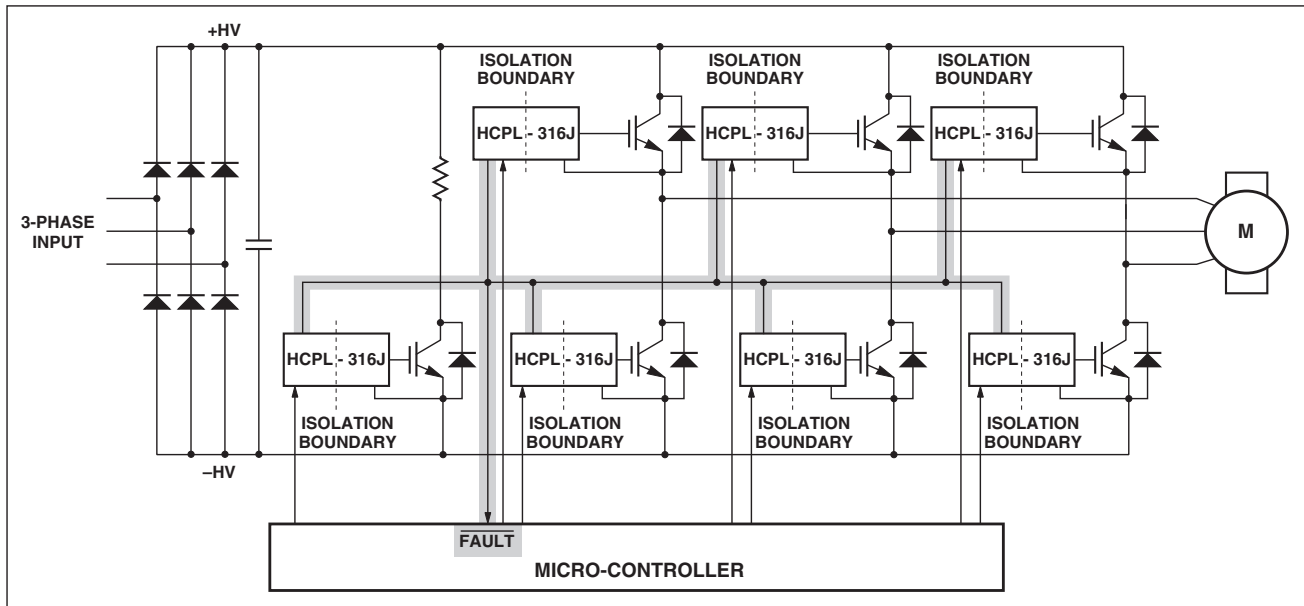 +HV
ISOLATION
BOUNDARY
ISOLATION
BOUNDARY
ISOLATION
BOUNDARY
HCPL - 316J
HCPL - 316J
HCPL - 316J
3-PHASE
INPUT
M
HCPL - 316J
HCPL - 316J
HCPL - 316J
HCPL - 316J
ISOLATION
BOUNDARY
ISOLATION
BOUNDARY
ISOLATION
BOUNDARY
ISOLATION
BOUNDARY
–HV
FAULT
MICRO-CONTROLLER